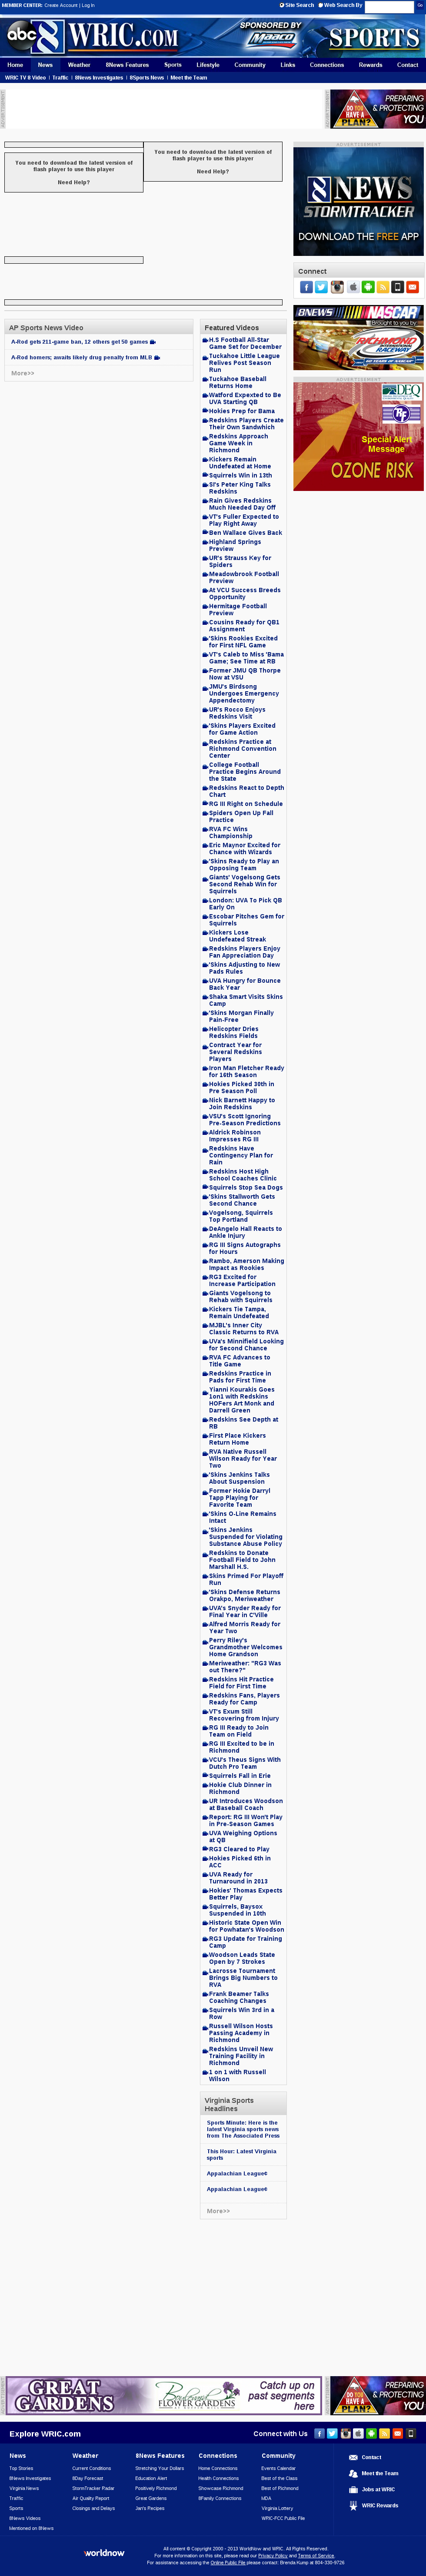 MEMBER CENTER: Create Account | Log In
Site Search
Web Search By
Go
abc 8 WRIC.COM
SPONSORED BY
Maaco
SPORTS
Home News Weather 8News Features Sports Lifestyle Community Links Connections Rewards Contact
WRIC TV 8 Video | Traffic | 8News Investigates | 8Sports News | Meet the Team
ADVERTISEMENT
DO YOU HAVE A PLAN?
PREPARING & PROTECTING YOU
You need to download the latest version of
flash player to use this player
Need Help?
You need to download the latest version of
flash player to use this player
Need Help?
ADVERTISEMENT
8 NEWS
STORMTRACKER
DOWNLOAD THE FREE APP
Connect
8NEWS NASCAR
Brought to you by
RICHMOND
RACEWAY
ADVERTISEMENT
DEQ
Special Alert
Message
OZONE RISK
AP Sports News Video
A-Rod gets 211-game ban, 12 others get 50 games
A-Rod homers; awaits likely drug penalty from MLB
More>>
Featured Videos
H.S Football All-Star
Game Set for December
Tuckahoe Little League
Relives Post Season
Run
Tuckahoe Baseball
Returns Home
Watford Expexted to Be
UVA Starting QB
Hokies Prep for Bama
Redskins Players Create
Their Own Sandwhich
Redskins Approach
Game Week in
Richmond
Kickers Remain
Undefeated at Home
Squirrels Win in 13th
SI's Peter King Talks
Redskins
Rain Gives Redskins
Much Needed Day Off
VT's Fuller Expected to
Play Right Away
Ben Wallace Gives Back
Highland Springs
Preview
UR's Strauss Key for
Spiders
Meadowbrook Football
Preview
At VCU Success Breeds
Opportunity
Hermitage Football
Preview
Cousins Ready for QB1
Assignment
'Skins Rookies Excited
for First NFL Game
VT's Caleb to Miss 'Bama
Game; See Time at RB
Former JMU QB Thorpe
Now at VSU
JMU's Birdsong
Undergoes Emergency
Appendectomy
UR's Rocco Enjoys
Redskins Visit
'Skins Players Excited
for Game Action
Redskins Practice at
Richmond Convention
Center
College Football
Practice Begins Around
the State
Redskins React to Depth
Chart
RG III Right on Schedule
Spiders Open Up Fall
Practice
RVA FC Wins
Championship
Eric Maynor Excited for
Chance with Wizards
'Skins Ready to Play an
Opposing Team
Giants' Vogelsong Gets
Second Rehab Win for
Squirrels
London: UVA To Pick QB
Early On
Escobar Pitches Gem for
Squirrels
Kickers Lose
Undefeated Streak
Redskins Players Enjoy
Fan Appreciation Day
'Skins Adjusting to New
Pads Rules
UVA Hungry for Bounce
Back Year
Shaka Smart Visits Skins
Camp
'Skins Morgan Finally
Pain-Free
Helicopter Dries
Redskins Fields
Contract Year for
Several Redskins
Players
Iron Man Fletcher Ready
for 16th Season
Hokies Picked 30th in
Pre Season Poll
Nick Barnett Happy to
Join Redskins
VSU's Scott Ignoring
Pre-Season Predictions
Aldrick Robinson
Impresses RG III
Redskins Have
Contingency Plan for
Rain
Redskins Host High
School Coaches Clinic
Squirrels Stop Sea Dogs
'Skins Stallworth Gets
Second Chance
Vogelsong, Squirrels
Top Portland
DeAngelo Hall Reacts to
Ankle Injury
RG III Signs Autographs
for Hours
Rambo, Amerson Making
Impact as Rookies
RG3 Excited for
Increase Participation
Giants Vogelsong to
Rehab with Squirrels
Kickers Tie Tampa,
Remain Undefeated
MJBL's Inner City
Classic Returns to RVA
UVa's Minnifield Looking
for Second Chance
RVA FC Advances to
Title Game
Redskins Practice in
Pads for First Time
Yianni Kourakis Goes
1on1 with Redskins
HOFers Art Monk and
Darrell Green
Redskins See Depth at
RB
First Place Kickers
Return Home
RVA Native Russell
Wilson Ready for Year
Two
'Skins Jenkins Talks
About Suspension
Former Hokie Darryl
Tapp Playing for
Favorite Team
'Skins O-Line Remains
Intact
'Skins Jenkins
Suspended for Violating
Substance Abuse Policy
Redskins to Donate
Football Field to John
Marshall H.S.
Skins Primed For Playoff
Run
'Skins Defense Returns
Orakpo, Meriweather
UVA's Snyder Ready for
Final Year in C'Ville
Alfred Morris Ready for
Year Two
Perry Riley's
Grandmother Welcomes
Home Grandson
Meriweather: "RG3 Was
out There?"
Redskins Hit Practice
Field for First Time
Redskins Fans, Players
Ready for Camp
VT's Exum Still
Recovering from Injury
RG III Ready to Join
Team on Field
RG III Excited to be in
Richmond
VCU's Theus Signs With
Dutch Pro Team
Squirrels Fall in Erie
Hokie Club Dinner in
Richmond
UR Introduces Woodson
at Baseball Coach
Report: RG III Won't Play
in Pre-Season Games
UVA Weighing Options
at QB
RG3 Cleared to Play
Hokies Picked 6th in
ACC
UVA Ready for
Turnaround in 2013
Hokies' Thomas Expects
Better Play
Squirrels, Baysox
Suspended in 10th
Historic State Open Win
for Powhatan's Woodson
RG3 Update for Training
Camp
Woodson Leads State
Open by 7 Strokes
Lacrosse Tournament
Brings Big Numbers to
RVA
Frank Beamer Talks
Coaching Changes
Squirrels Win 3rd in a
Row
Russell Wilson Hosts
Passing Academy in
Richmond
Redskins Unveil New
Training Facility in
Richmond
1 on 1 with Russell
Wilson
Virginia Sports
Headlines
Sports Minute: Here is the
latest Virginia sports news
from The Associated Press
This Hour: Latest Virginia
sports
Appalachian League¢
Appalachian League¢
More>>
GREAT
GARDENS
Boulevard
FLOWER GARDENS
Catch up on
past segments
here
DO YOU HAVE A PLAN?
PREPARING & PROTECTING YOU
Explore WRIC.com
Connect with Us
News
Top Stories
8News Investigates
Virginia News
Traffic
Sports
8News Videos
Mentioned on 8News
Weather
Current Conditions
8Day Forecast
StormTracker Radar
Air Quality Report
Closings and Delays
8News Features
Stretching Your Dollars
Education Alert
Positively Richmond
Great Gardens
Jan's Recipes
Connections
Home Connections
Health Connections
Showcase Richmond
8Family Connections
Community
Events Calendar
Best of the Class
Best of Richmond
MDA
Virginia Lottery
WRIC-FCC Public File
Contact
Meet the Team
Jobs at WRIC
WRIC Rewards
worldnow
All content © Copyright 2000 - 2013 WorldNow and WRIC. All Rights Reserved.
For more information on this site, please read our Privacy Policy and Terms of Service.
For assistance accessing the Online Public File please contact: Brenda Kump at 804-330-9726